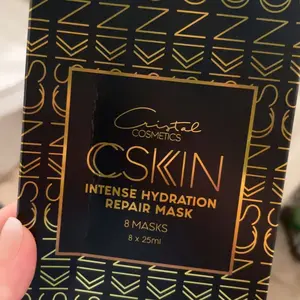 Cristal
COSMETICS
CSKIN
INTENSE HYDRATION
REPAIR MASK
8 MASKS
8 x 25ml